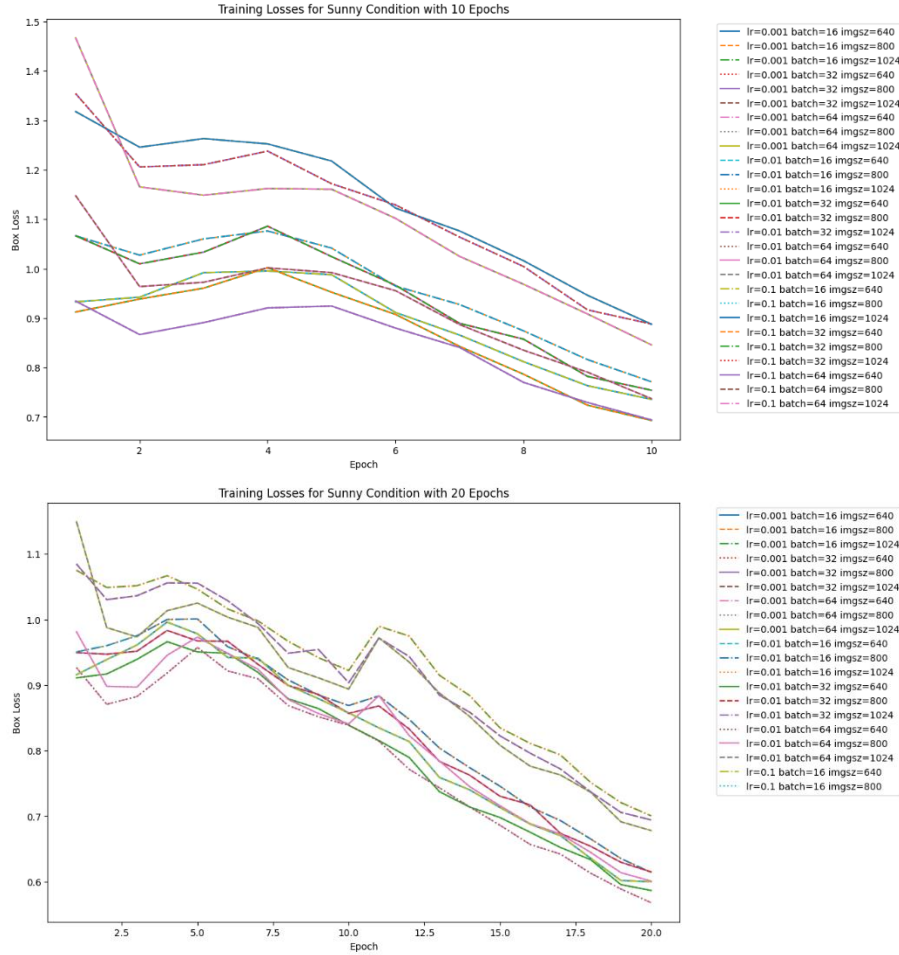 Training Losses for Sunny Condition with 10 Epochs
1.5
1.4
1.3
1.2
1.1
1.0
0.9
0.8
0.7
Box Loss
2
4
6
8
10
Epoch
lr=0.001 batch=16 imgsz=640
lr=0.001 batch=16 imgsz=800
lr=0.001 batch=16 imgsz=1024
lr=0.001 batch=32 imgsz=640
lr=0.001 batch=32 imgsz=800
lr=0.001 batch=32 imgsz=1024
lr=0.001 batch=64 imgsz=640
lr=0.001 batch=64 imgsz=800
lr=0.001 batch=64 imgsz=1024
lr=0.01 batch=16 imgsz=640
lr=0.01 batch=16 imgsz=800
lr=0.01 batch=16 imgsz=1024
lr=0.01 batch=32 imgsz=640
lr=0.01 batch=32 imgsz=800
lr=0.01 batch=32 imgsz=1024
lr=0.01 batch=64 imgsz=640
lr=0.01 batch=64 imgsz=800
lr=0.01 batch=64 imgsz=1024
lr=0.1 batch=16 imgsz=640
lr=0.1 batch=16 imgsz=800
lr=0.1 batch=16 imgsz=1024
lr=0.1 batch=32 imgsz=640
lr=0.1 batch=32 imgsz=800
lr=0.1 batch=32 imgsz=1024
lr=0.1 batch=64 imgsz=640
lr=0.1 batch=64 imgsz=800
lr=0.1 batch=64 imgsz=1024
Training Losses for Sunny Condition with 20 Epochs
1.1
1.0
0.9
0.8
0.7
0.6
Box Loss
2.5
5.0
7.5
10.0
12.5
15.0
17.5
20.0
Epoch
lr=0.001 batch=16 imgsz=640
lr=0.001 batch=16 imgsz=800
lr=0.001 batch=16 imgsz=1024
lr=0.001 batch=32 imgsz=640
lr=0.001 batch=32 imgsz=800
lr=0.001 batch=32 imgsz=1024
lr=0.001 batch=64 imgsz=640
lr=0.001 batch=64 imgsz=800
lr=0.001 batch=64 imgsz=1024
lr=0.01 batch=16 imgsz=640
lr=0.01 batch=16 imgsz=800
lr=0.01 batch=16 imgsz=1024
lr=0.01 batch=32 imgsz=640
lr=0.01 batch=32 imgsz=800
lr=0.01 batch=32 imgsz=1024
lr=0.01 batch=64 imgsz=640
lr=0.01 batch=64 imgsz=800
lr=0.01 batch=64 imgsz=1024
lr=0.1 batch=16 imgsz=640
lr=0.1 batch=16 imgsz=800